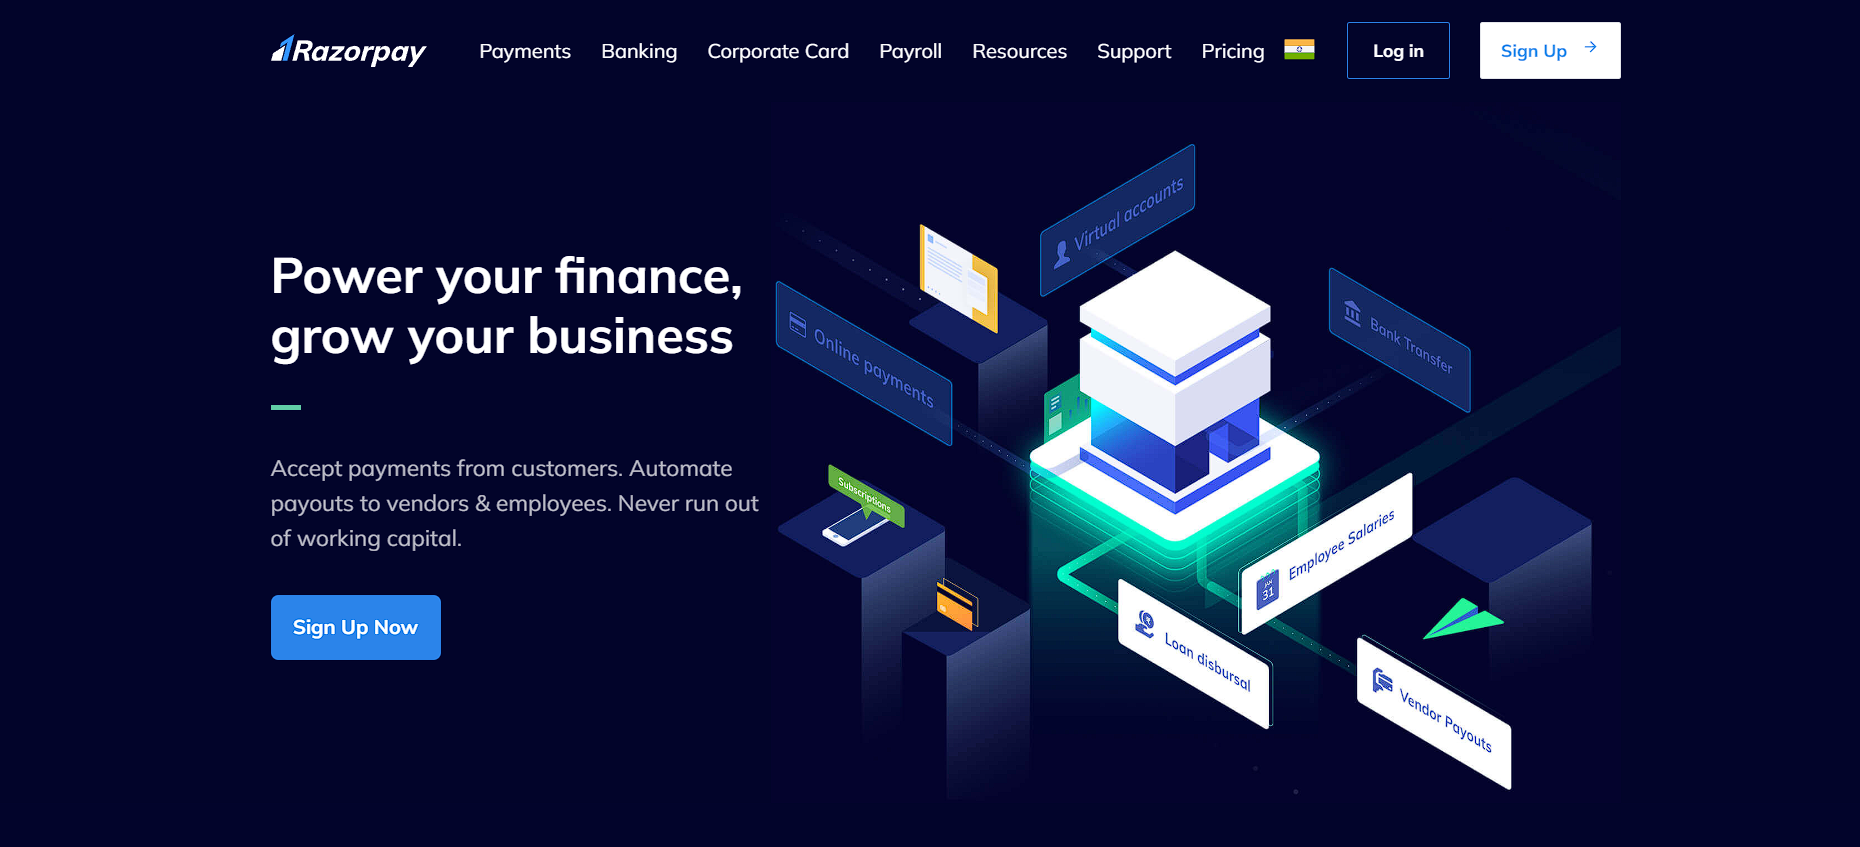 Razorpay
Payments
Banking
Corporate Card
Payroll
Resources
Support
Pricing
Log in
Sign Up
Power your finance,
grow your business
Accept payments from customers. Automate
payouts to vendors & employees. Never run out
of working capital.
Sign Up Now
Virtual accounts
Online payments
Bank Transfer
Subscriptions
Employee Salaries
JAN
31
Loan disbursal
Vendor Payouts